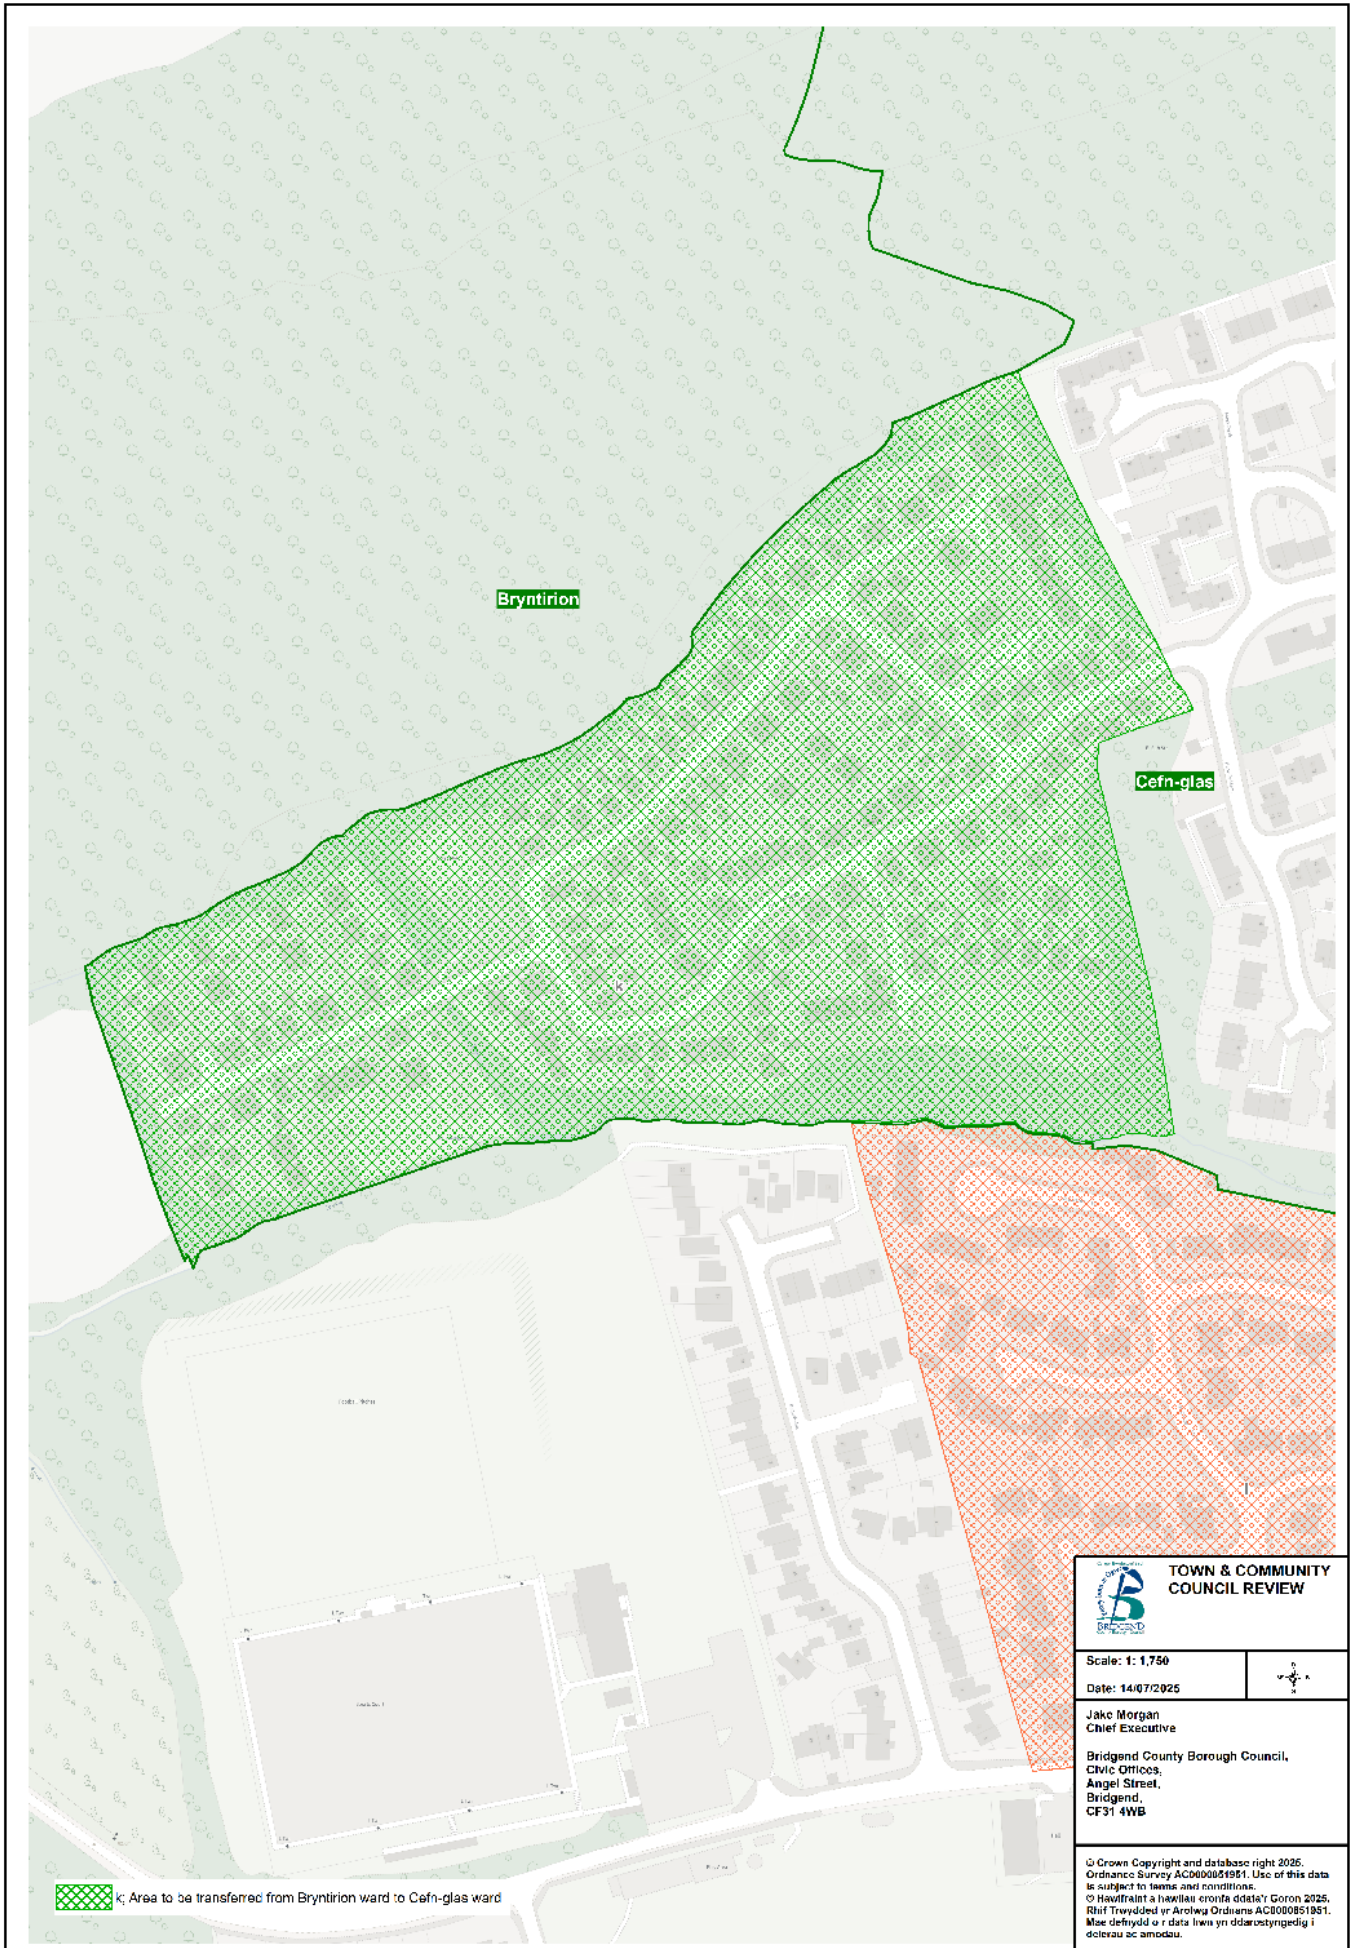 Bryntirion
Cefn-glas
k
l
TOWN & COMMUNITY
COUNCIL REVIEW
BRIDGEND
Scale: 1: 1,750
Date: 14/07/2025
Jake Morgan
Chief Executive
Bridgend County Borough Council,
Civic Offices,
Angel Street,
Bridgend,
CF31 4WB
© Crown Copyright and database right 2025.
Ordnance Survey AC0000851951. Use of this data
is subject to terms and conditions.
© Hawlfraint a hawliau cronfa ddata'r Goron 2025.
Rhif Trwydded yr Arolwg Ordnans AC0000851951.
Mae defnydd o r data hwn yn ddarostyngedig i
delerau ac amodau.
k; Area to be transferred from Bryntirion ward to Cefn-glas ward